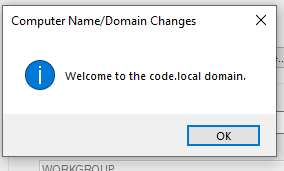 Computer Name/Domain Changes
Welcome to the code.local domain.
OK
WORKGROUP